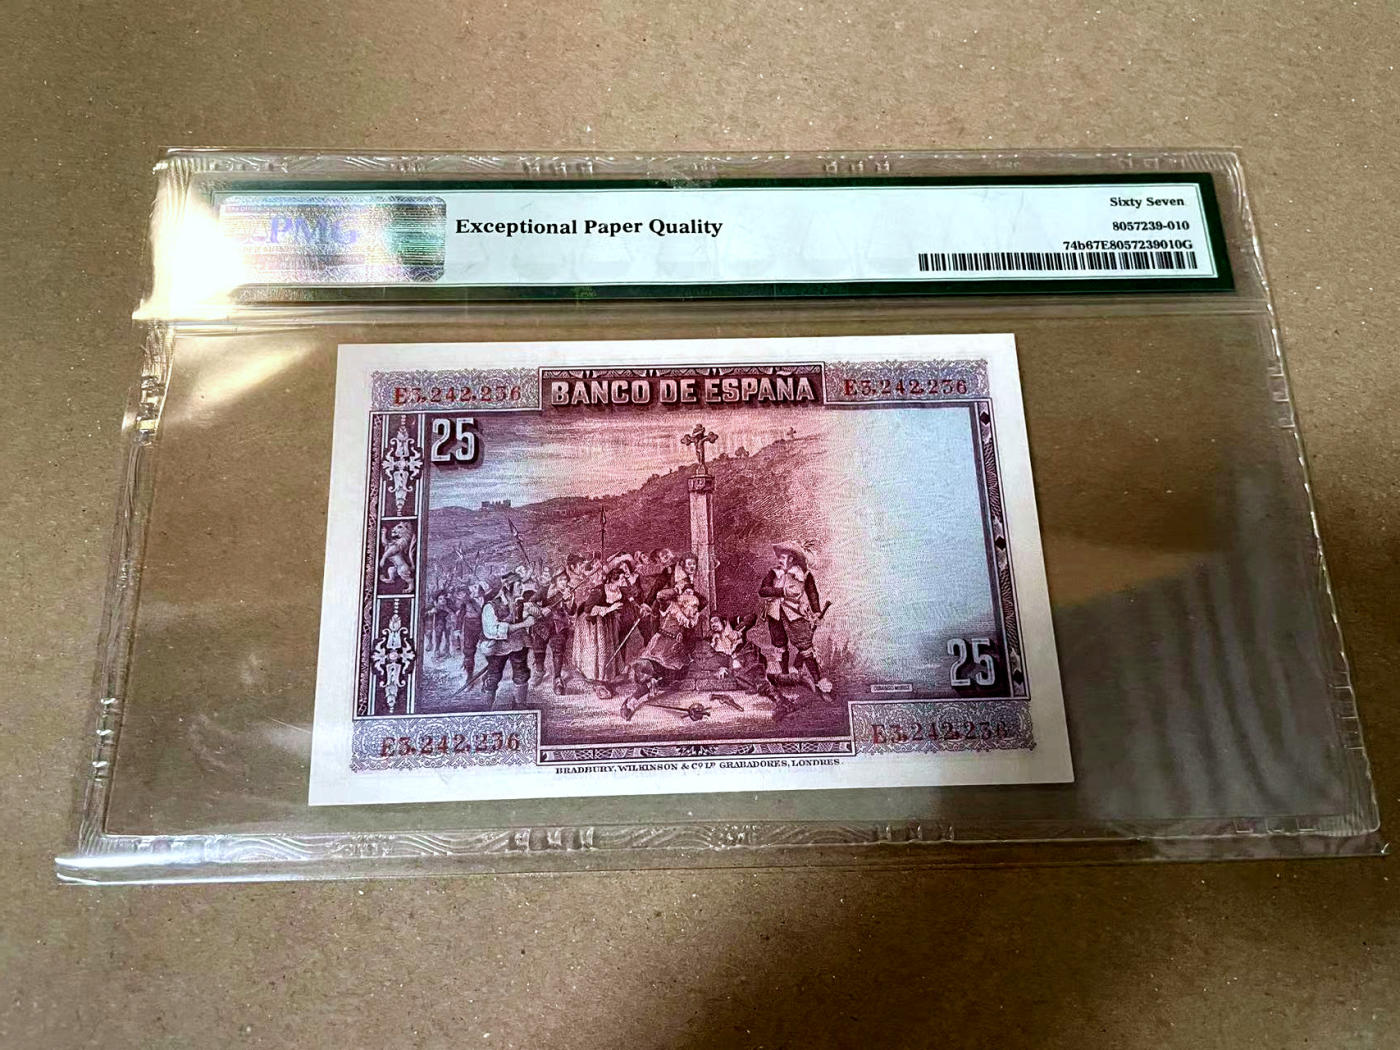 PMG
Exceptional Paper Quality
Sixty Seven
8057239-010
74b67E8057239010G
E3,242,236
BANCO DE ESPAÑA
E3,242,236
25
25
E3,242,236
E3,242,236
BRADBURY, WILKINSON & Cº Lᴰ GRABADORES, LONDRES.